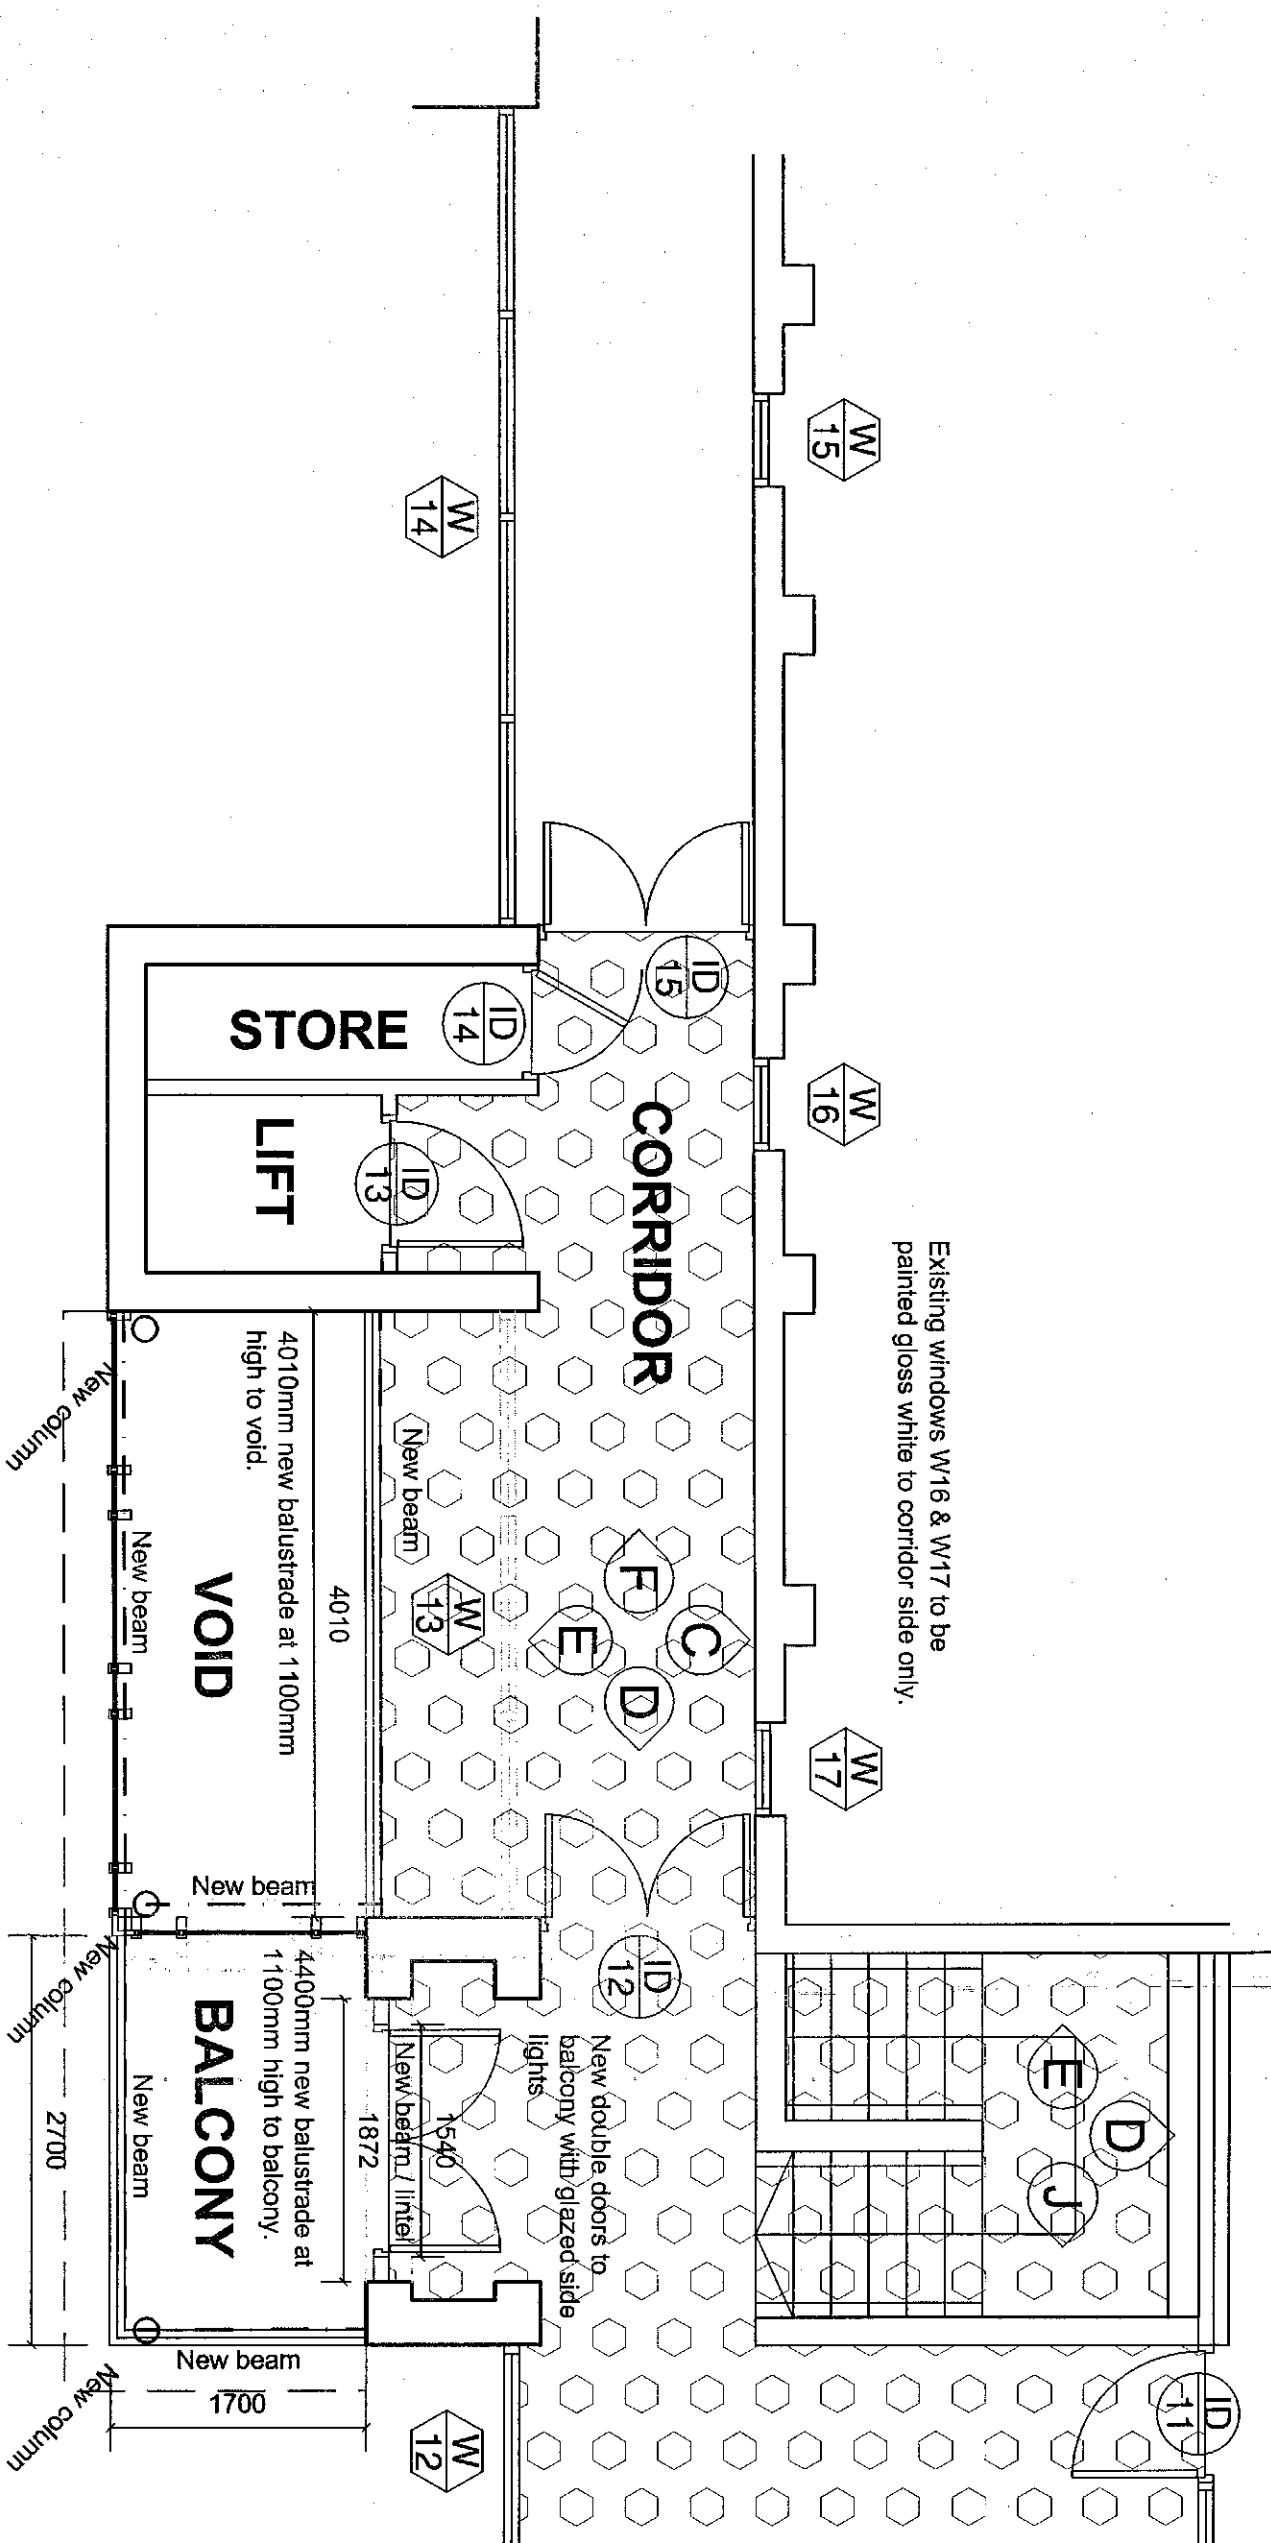 W
15
W
14
W
16
Existing windows W16 & W17 to be
painted gloss white to corridor side only.
W
17
ID
15
ID
14
STORE
LIFT
ID
13
CORRIDOR
New beam
W
13
F
C
E
D
4010
4010mm new balustrade at 1100mm
high to void.
VOID
New beam
New column
New beam
New column
ID
12
E
D
J
New double doors to
balcony with glazed side
lights
1540
New beam / lintel
1872
4400mm new balustrade at
1100mm high to balcony.
BALCONY
New beam
2700
New beam
1700
New column
W
12
ID
11